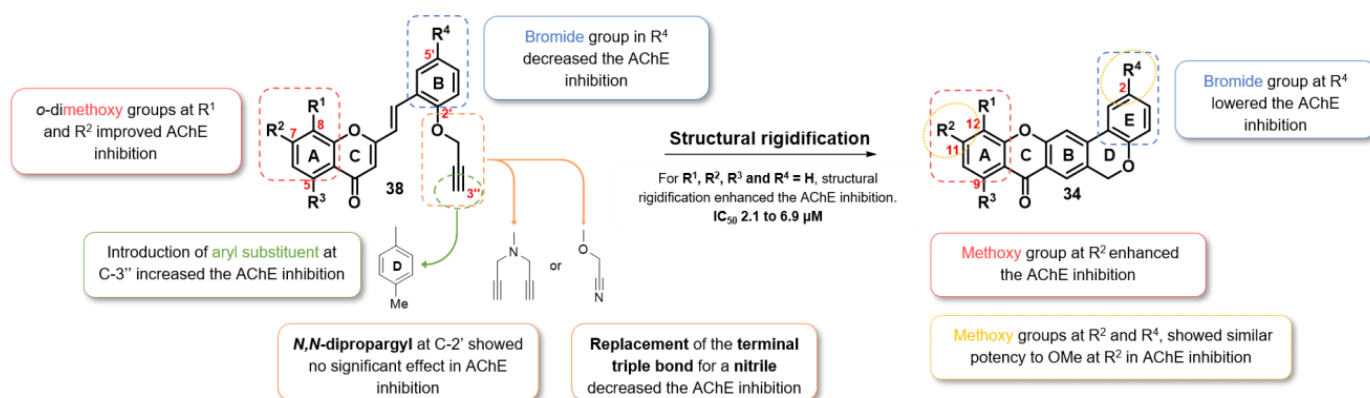 o-dimethoxy groups at R¹
and R² improved AChE
inhibition
R⁴
5'
B
2'
R¹
R²
7
8
O
A
C
5
R³
O
38
O
3''
Bromide group in R⁴
decreased the AChE
inhibition
Introduction of aryl substituent at
C-3'' increased the AChE inhibition
D
Me
N
or
O
N
N,N-dipropargyl at C-2' showed
no significant effect in AChE
inhibition
Replacement of the terminal
triple bond for a nitrile
decreased the AChE inhibition
Structural rigidification
For R¹, R², R³ and R⁴ = H, structural
rigidification enhanced the AChE inhibition.
IC₅₀ 2.1 to 6.9 µM
R⁴
2
E
R¹
R²
12
11
O
A
C
B
D
O
9
R³
O
34
Bromide group at R⁴
lowered the AChE
inhibition
Methoxy group at R² enhanced
the AChE inhibition
Methoxy groups at R² and R⁴, showed similar
potency to OMe at R² in AChE inhibition